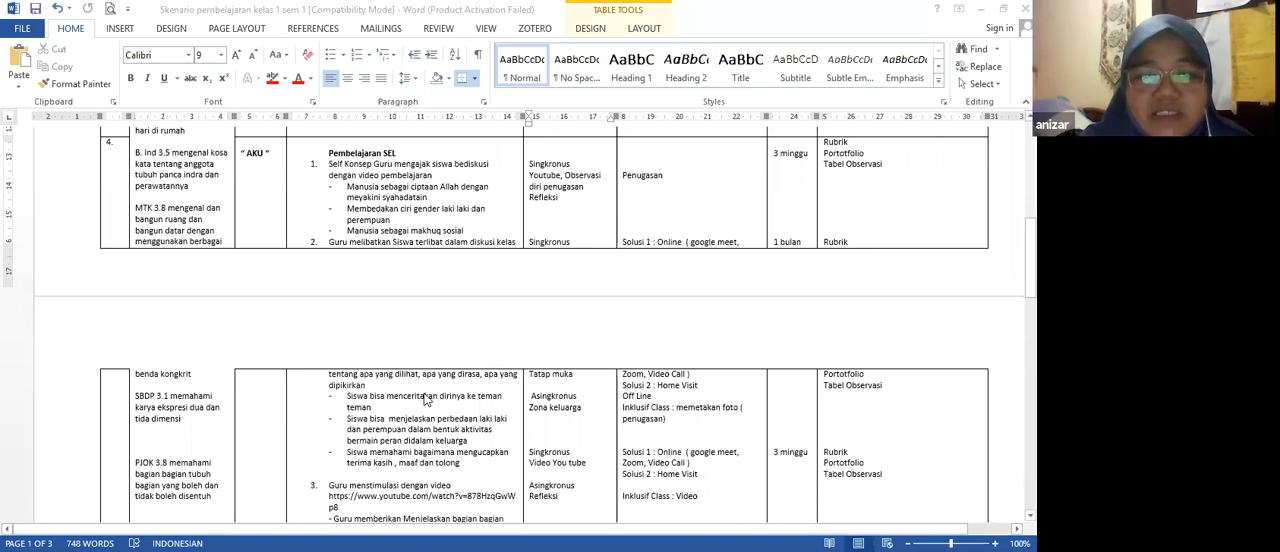 Skenario pembelajaran kelas 1 sem 1 [Compatibility Mode] - Word (Product Activation Failed)
TABLE TOOLS
FILE HOME INSERT DESIGN PAGE LAYOUT REFERENCES MAILINGS REVIEW VIEW ZOTERO DESIGN LAYOUT Sign in
Paste
Cut
Copy
Format Painter
Clipboard
Calibri 9
Font
Paragraph
AaBbCcDc AaBbCcDc AaBbC AaBbCc AaBbC AaBbCcD AaBbCcDc AaBbCcDc
¶ Normal ¶ No Spac... Heading 1 Heading 2 Title Subtitle Subtle Em... Emphasis
Styles
Find
Replace
Select
Editing
anizar
hari di rumah
4.
B. Ind 3.5 mengenal kosa
kata tentang anggota
tubuh panca indra dan
perawatannya
MTK 3.8 mengenal dan
bangun ruang dan
bangun datar dengan
menggunakan berbagai
“ AKU “
Pembelajaran SEL
1. Self Konsep Guru mengajak siswa bediskusi
dengan video pembelajaran
- Manusia sebagai ciptaan Allah dengan
meyakini syahadatain
- Membedakan ciri gender laki laki dan
perempuan
- Manusia sebagai makhuq sosial
2. Guru melibatkan Siswa terlibat dalam diskusi kelas
Singkronus
Youtube, Observasi
diri penugasan
Refleksi
Singkronus
Penugasan
Solusi 1 : Online ( google meet,
3 minggu
1 bulan
Rubrik
Portotfolio
Tabel Observasi
Rubrik
benda kongkrit
SBDP 3.1 memahami
karya ekspresi dua dan
tida dimensi
PJOK 3.8 memahami
bagian bagian tubuh
bagian yang boleh dan
tidak boleh disentuh
tentang apa yang dilihat, apa yang dirasa, apa yang
dipikirkan
- Siswa bisa menceritakan dirinya ke teman
teman
- Siswa bisa menjelaskan perbedaan laki laki
dan perempuan dalam bentuk aktivitas
bermain peran didalam keluarga
- Siswa memahami bagaimana mengucapkan
terima kasih , maaf dan tolong
3. Guru menstimulasi dengan video
https://www.youtube.com/watch?v=878HzqGwW
p8
- Guru memberikan Menjelaskan bagian bagian
Tatap muka
Asingkronus
Zona keluarga
Singkronus
Video You tube
Asingkronus
Refleksi
Zoom, Video Call )
Solusi 2 : Home Visit
Off Line
Inklusif Class : memetakan foto (
penugasan)
Solusi 1 : Online ( google meet,
Zoom, Video Call )
Solusi 2 : Home Visit
Inklusif Class : Video
3 minggu
Portotfolio
Tabel Observasi
Rubrik
Portotfolio
Tabel Observasi
PAGE 1 OF 3 748 WORDS INDONESIAN 100%